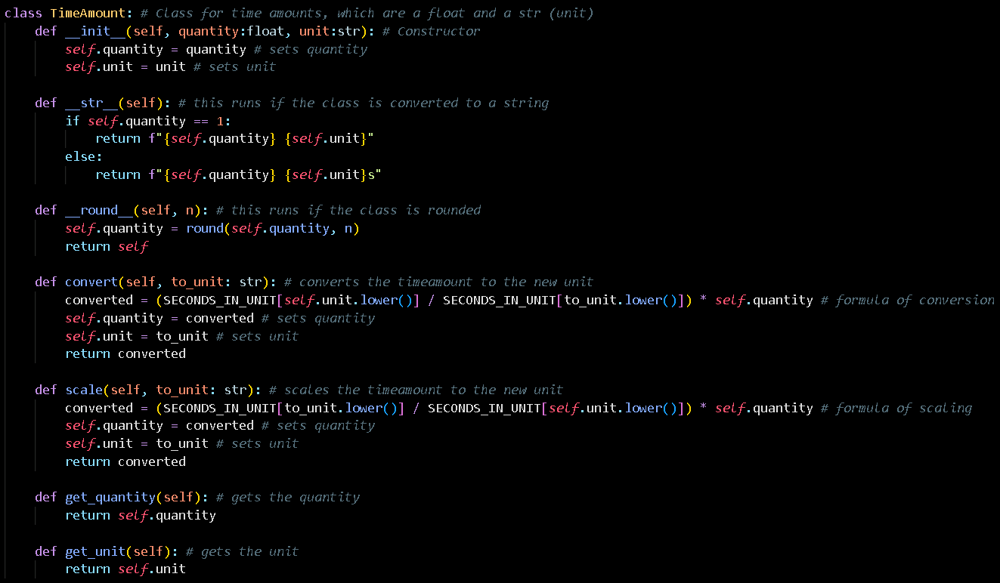 class TimeAmount: # Class for time amounts, which are a float and a str (unit)
    def __init__(self, quantity:float, unit:str): # Constructor
        self.quantity = quantity # sets quantity
        self.unit = unit # sets unit

    def __str__(self): # this runs if the class is converted to a string
        if self.quantity == 1:
            return f"{self.quantity} {self.unit}"
        else:
            return f"{self.quantity} {self.unit}s"

    def __round__(self, n): # this runs if the class is rounded
        self.quantity = round(self.quantity, n)
        return self

    def convert(self, to_unit: str): # converts the timeamount to the new unit
        converted = (SECONDS_IN_UNIT[self.unit.lower()] / SECONDS_IN_UNIT[to_unit.lower()]) * self.quantity # formula of conversion
        self.quantity = converted # sets quantity
        self.unit = to_unit # sets unit
        return converted

    def scale(self, to_unit: str): # scales the timeamount to the new unit
        converted = (SECONDS_IN_UNIT[to_unit.lower()] / SECONDS_IN_UNIT[self.unit.lower()]) * self.quantity # formula of scaling
        self.quantity = converted # sets quantity
        self.unit = to_unit # sets unit
        return converted

    def get_quantity(self): # gets the quantity
        return self.quantity

    def get_unit(self): # gets the unit
        return self.unit